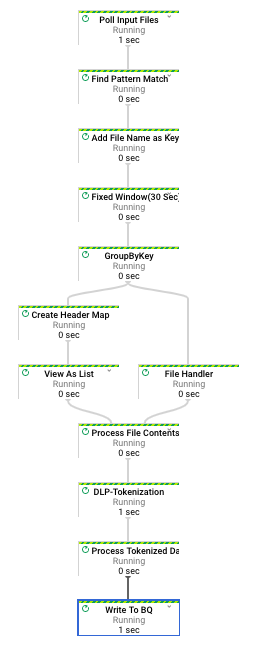 Poll Input Files
Running
1 sec
Find Pattern Match
Running
0 sec
Add File Name as Key
Running
0 sec
Fixed Window(30 Sec
Running
0 sec
GroupByKey
Running
0 sec
Create Header Map
Running
0 sec
View As List
Running
0 sec
File Handler
Running
0 sec
Process File Contents
Running
0 sec
DLP-Tokenization
Running
1 sec
Process Tokenized Da
Running
0 sec
Write To BQ
Running
1 sec